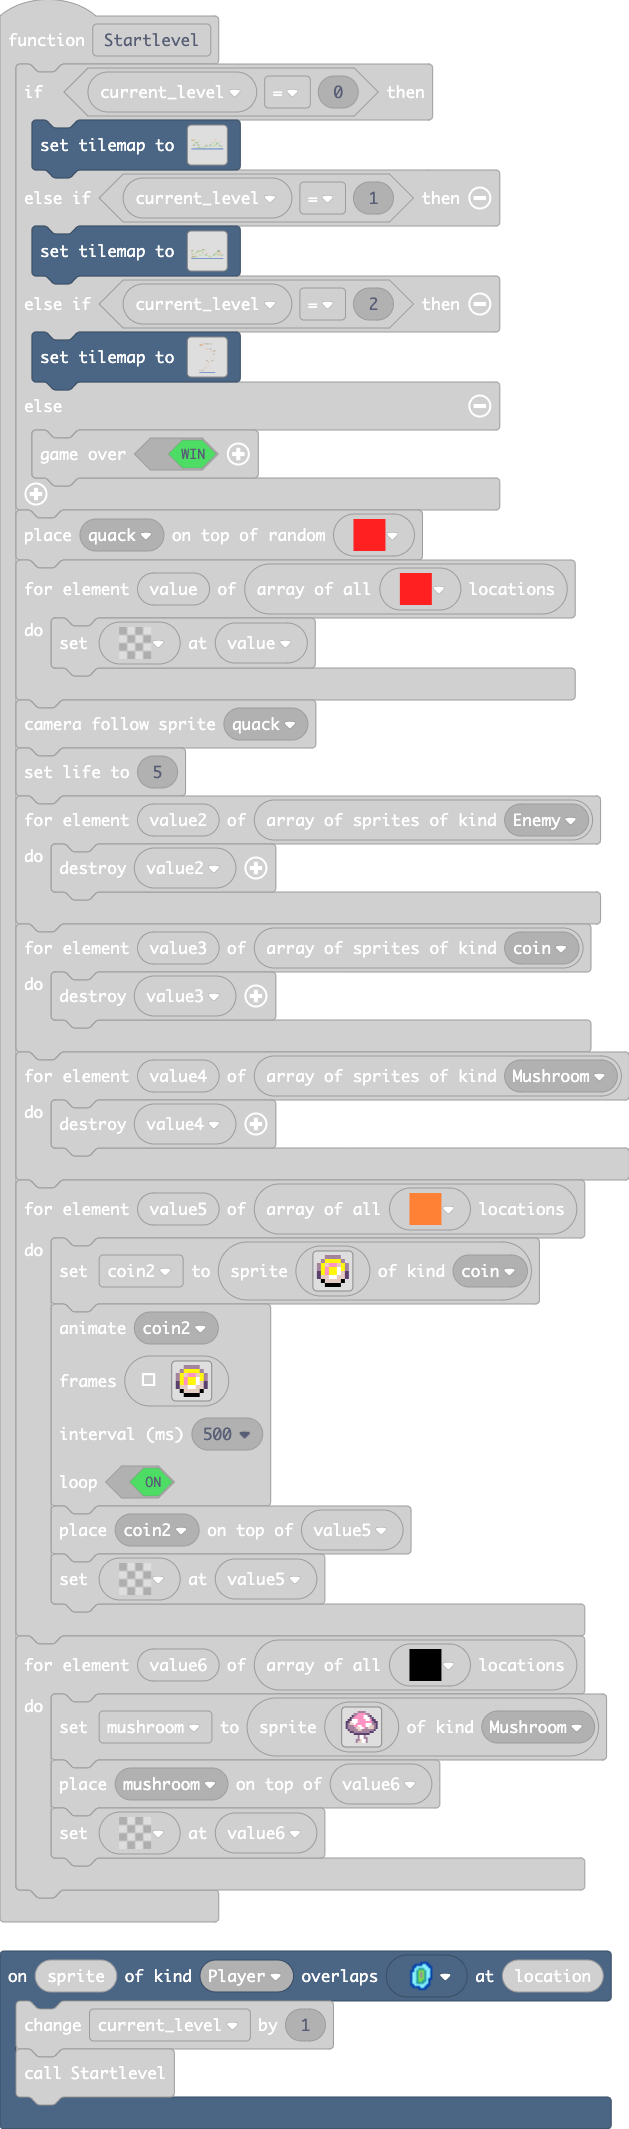 function Startlevel
if current_level = 0 then
set tilemap to
else if current_level = 1 then
set tilemap to
else if current_level = 2 then
set tilemap to
else
game over WIN
place quack on top of random
for element value of array of all locations
do set at value
camera follow sprite quack
set life to 5
for element value2 of array of sprites of kind Enemy
do destroy value2
for element value3 of array of sprites of kind coin
do destroy value3
for element value4 of array of sprites of kind Mushroom
do destroy value4
for element value5 of array of all locations
do set coin2 to sprite of kind coin
animate coin2
frames
interval (ms) 500
loop ON
place coin2 on top of value5
set at value5
for element value6 of array of all locations
do set mushroom to sprite of kind Mushroom
place mushroom on top of value6
set at value6
on sprite of kind Player overlaps at location
change current_level by 1
call Startlevel